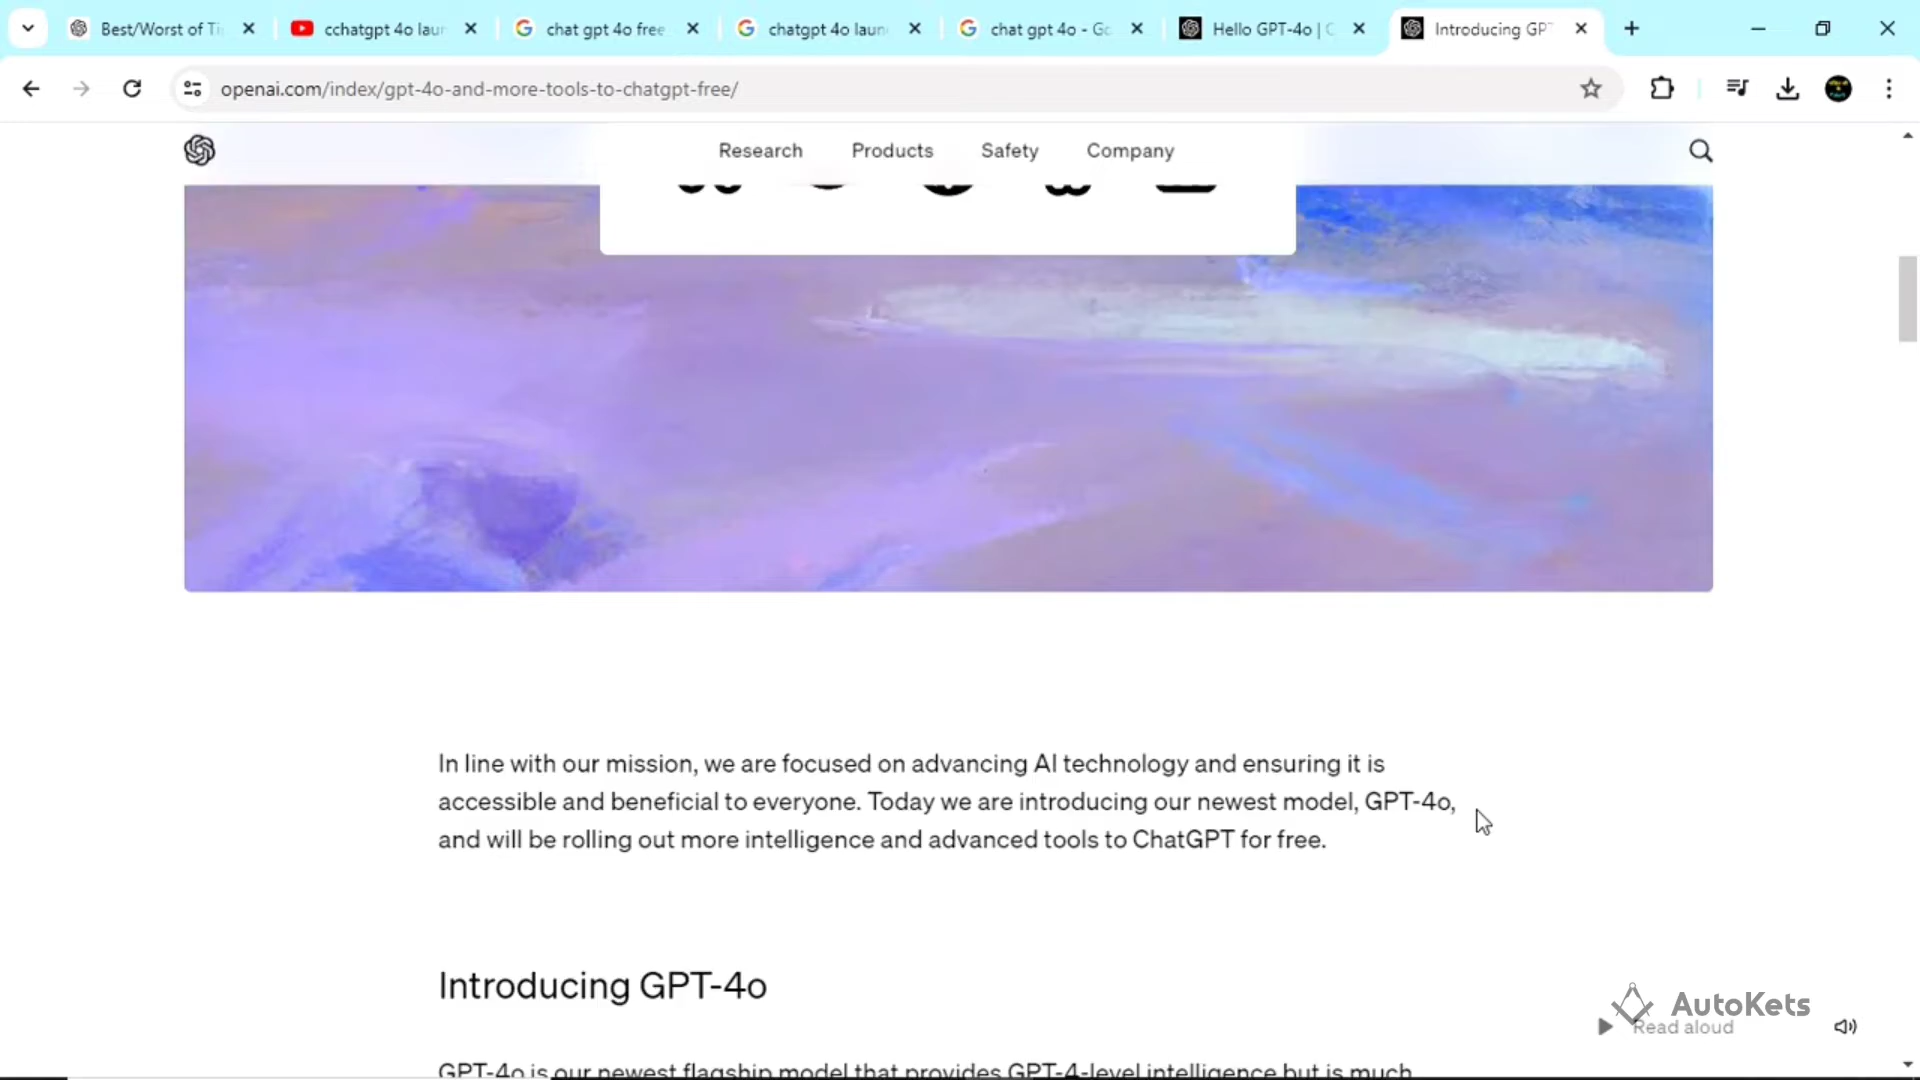 Best/Worst of Ti
cchatgpt 4o laun
chat gpt 4o free
chatgpt 4o laun
chat gpt 4o - Go
Hello GPT-4o |
Introducing GPT
openai.com/index/gpt-4o-and-more-tools-to-chatgpt-free/
Research
Products
Safety
Company
In line with our mission, we are focused on advancing AI technology and ensuring it is
accessible and beneficial to everyone. Today we are introducing our newest model, GPT-4o,
and will be rolling out more intelligence and advanced tools to ChatGPT for free.
Introducing GPT-4o
AutoKets
Read aloud
GPT-4o is our newest flagship model that provides GPT-4-level intelligence but is much